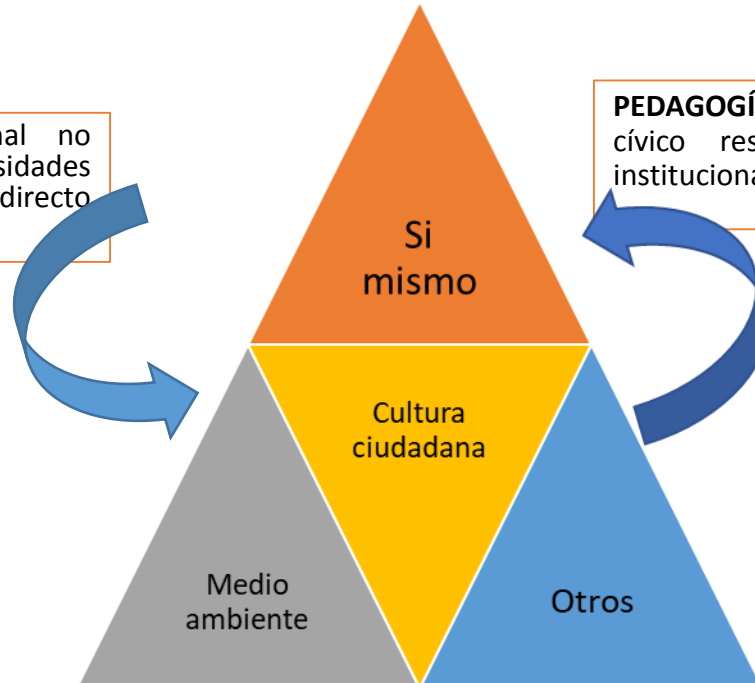 nal no
sidades
directo
PEDAGOGÍ
cívico res
instituciona
Si
mismo
Cultura
ciudadana
Medio
ambiente
Otros